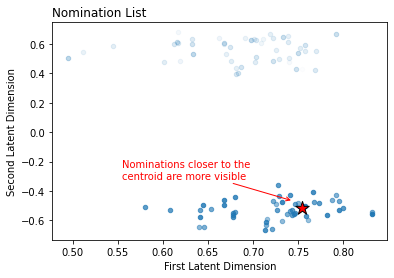 Nomination List
Second Latent Dimension
0.6
0.4
0.2
0.0
−0.2
−0.4
−0.6
Nominations closer to the
centroid are more visible
0.50 0.55 0.60 0.65 0.70 0.75 0.80
First Latent Dimension